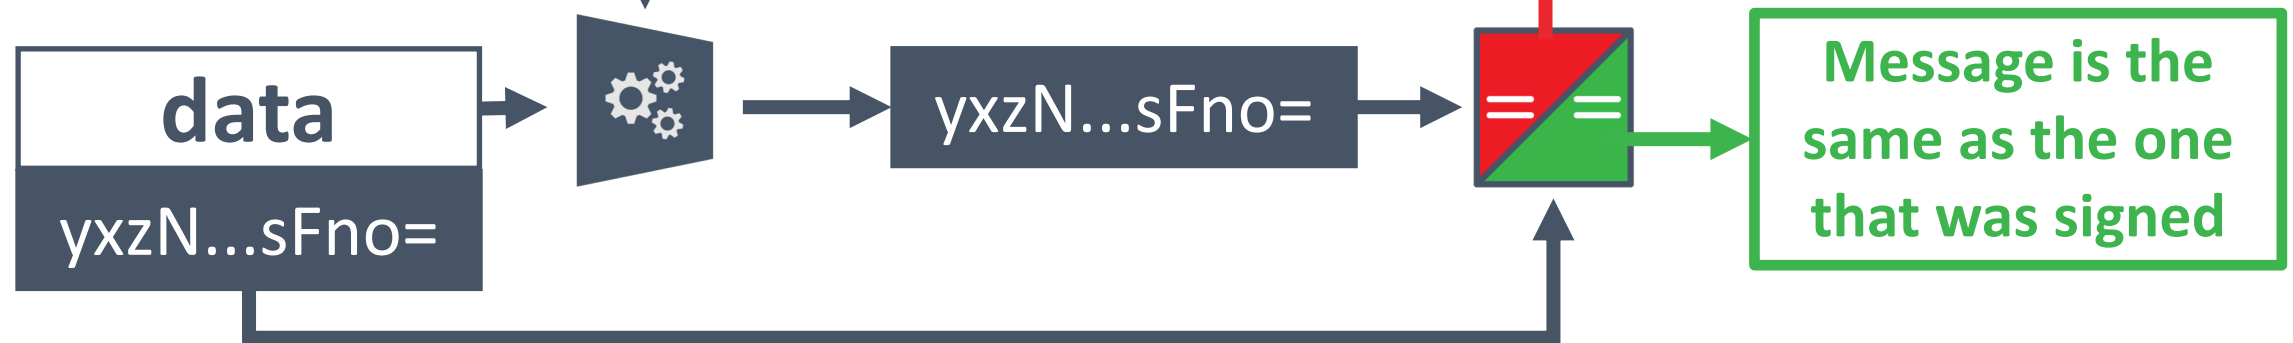 data
yxzN...sFno=
yxzN...sFno=
Message is the
same as the one
that was signed